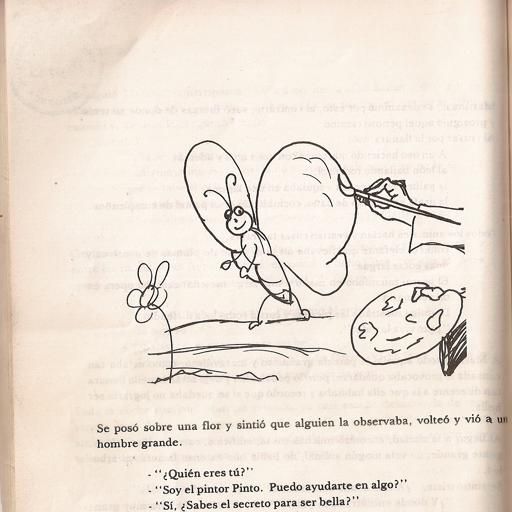 Se posó sobre una flor y sintió que alguien la observaba, volteó y vió a un
hombre grande.
- "¿Quién eres tú?"
- "Soy el pintor Pinto. Puedo ayudarte en algo?"
- "Sí, ¿Sabes el secreto para ser bella?"